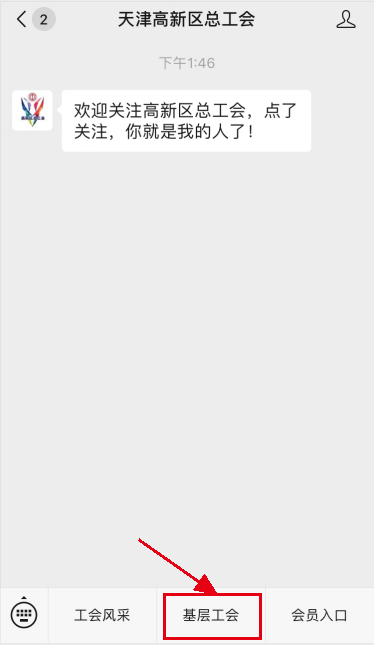 2
天津高新区总工会
下午1:46
欢迎关注高新区总工会，点了
关注，你就是我的人了！
工会风采
基层工会
会员入口